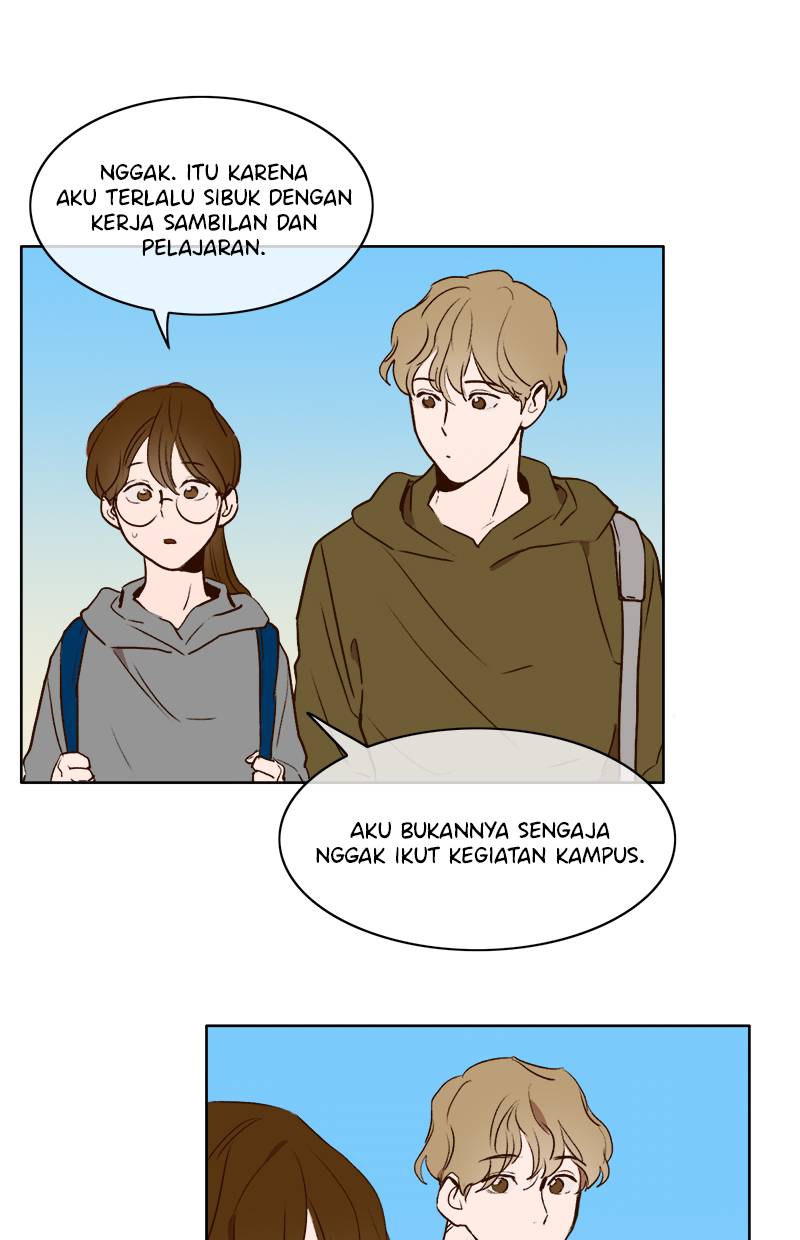 NGGAK. ITU KARENA
AKU TERLALU SIBUK DENGAN
KERJA SAMBILAN DAN
PELAJARAN.
AKU BUKANNYA SENGAJA
NGGAK IKUT KEGIATAN KAMPUS.